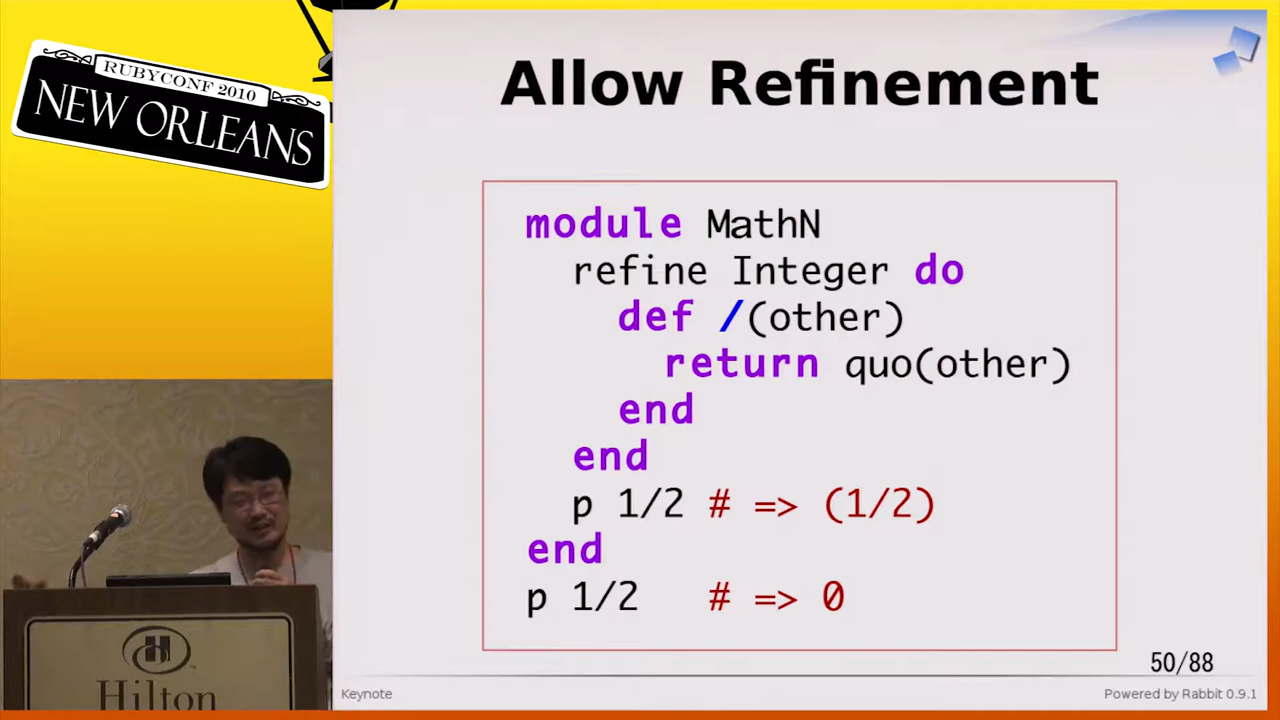 RUBYCONF 2010
NEW ORLEANS
Allow Refinement
module MathN
refine Integer do
def /(other)
return quo(other)
end
end
p 1/2 # => (1/2)
end
p 1/2 # => 0
50/88
Keynote
Powered by Rabbit 0.9.1
H
Hilton